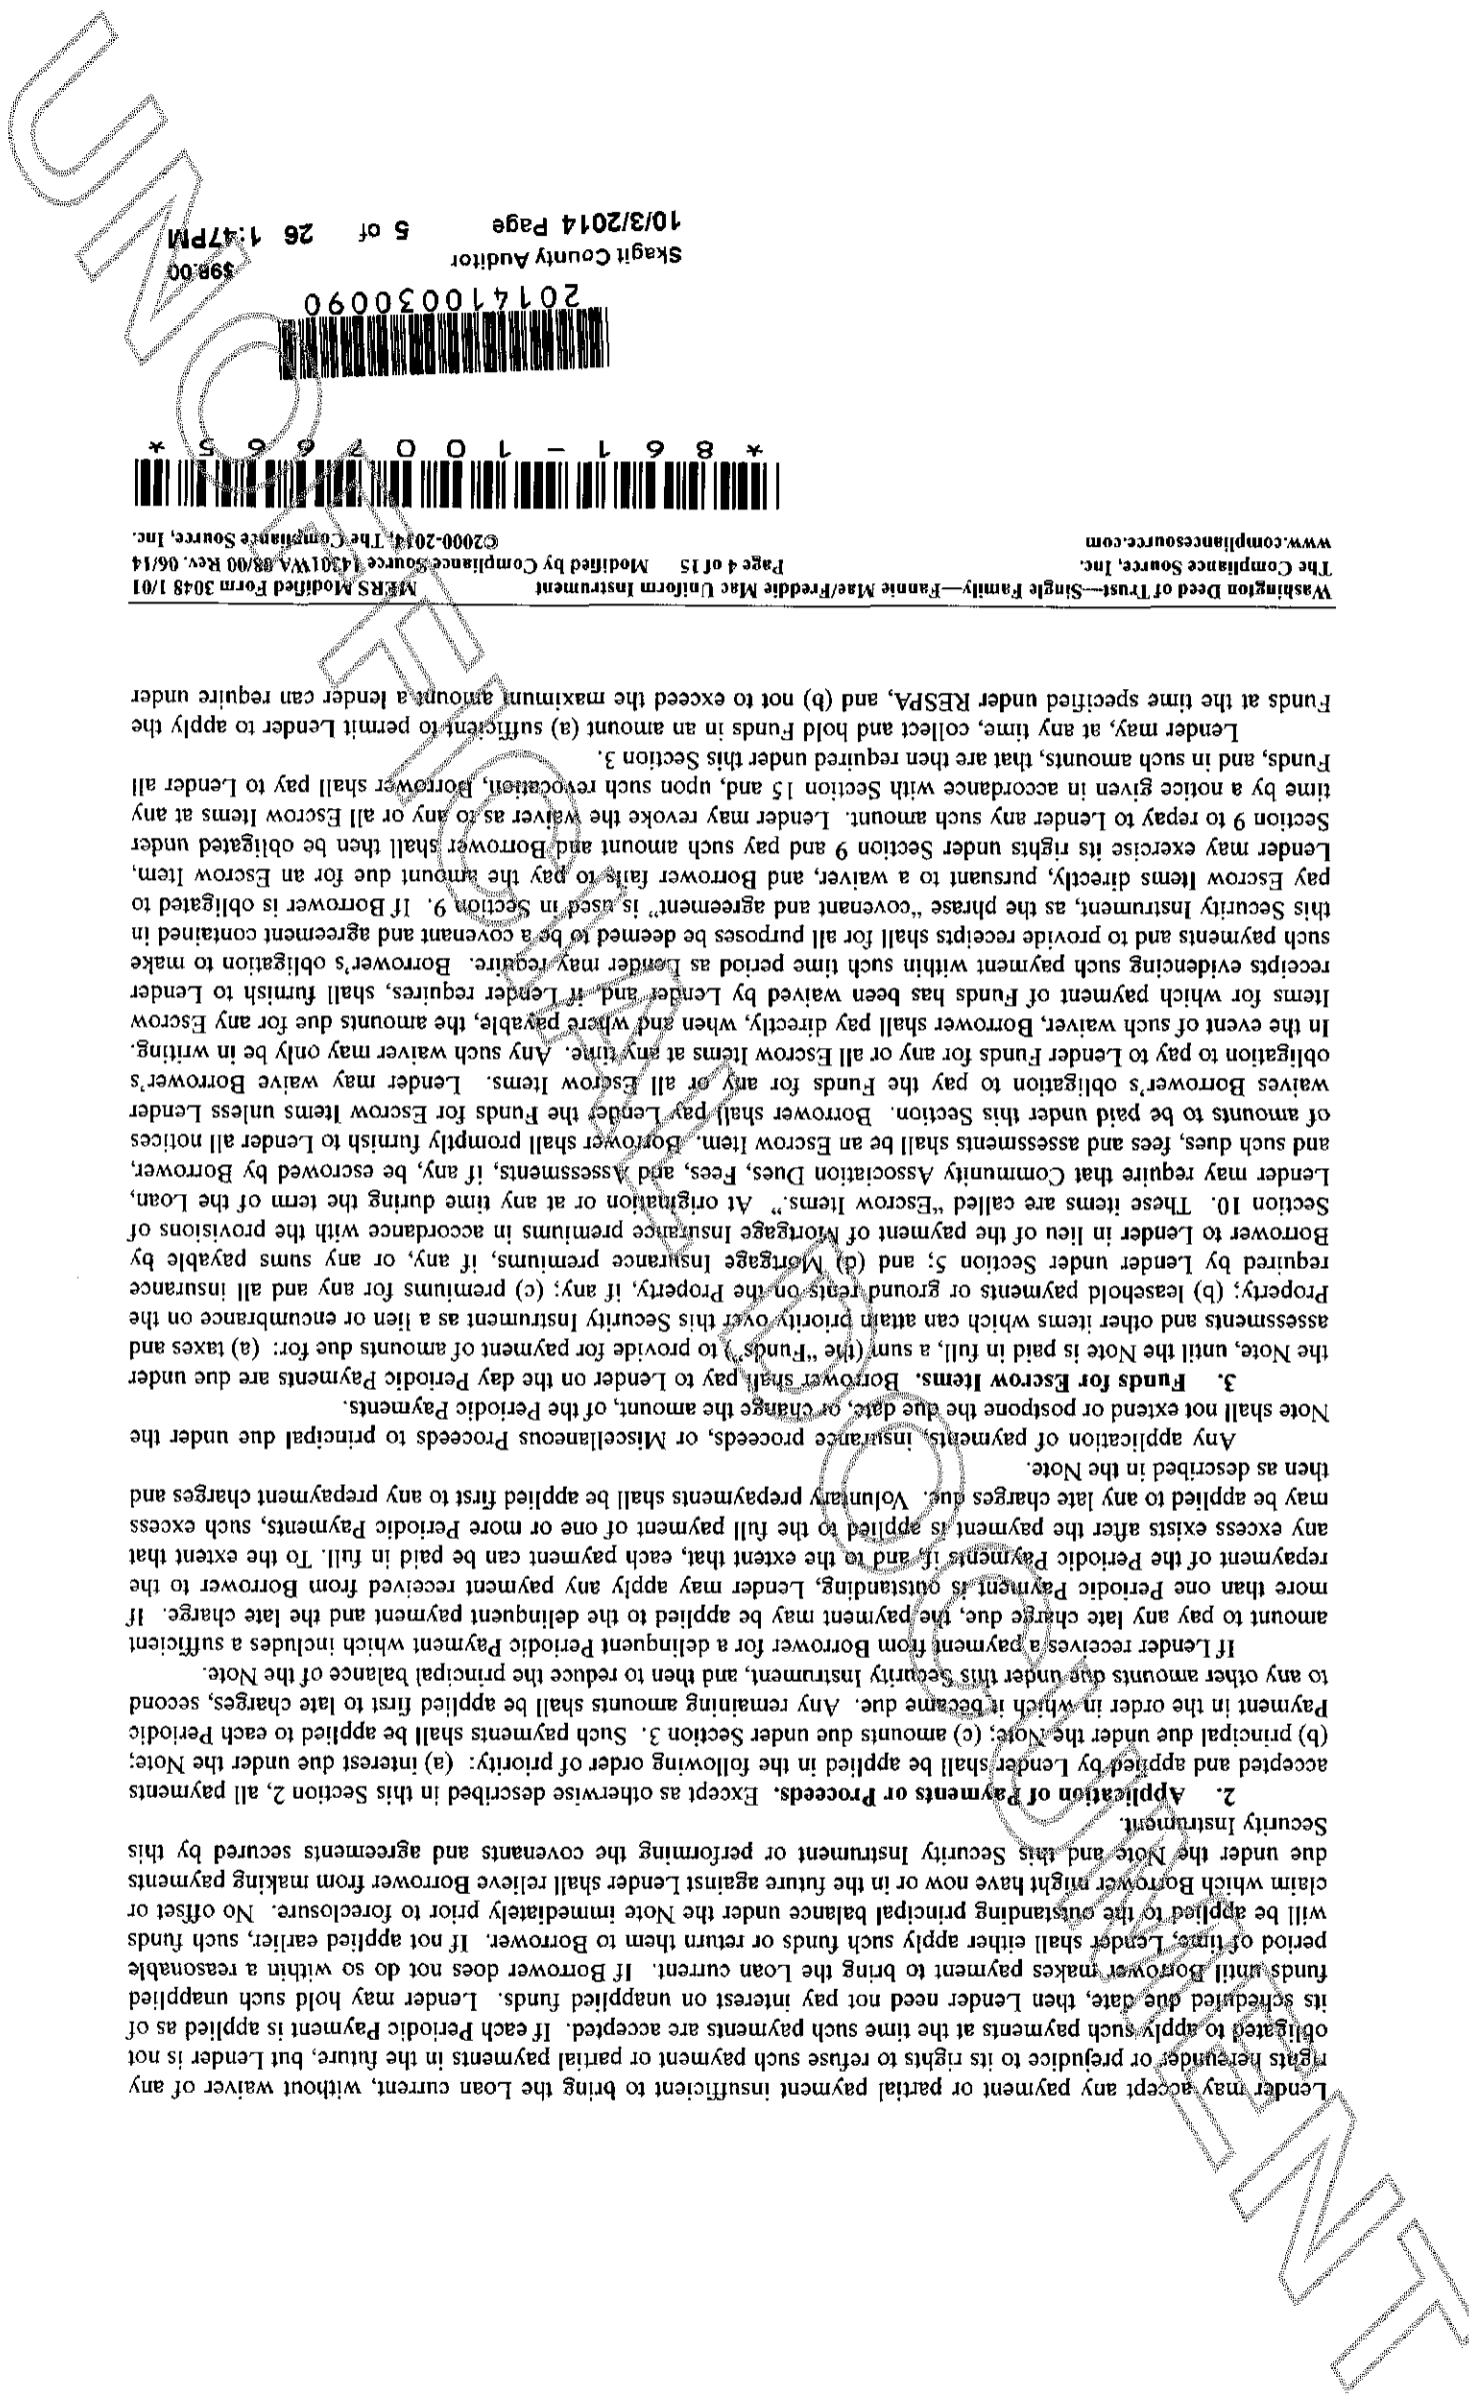 Lender may accept any payment or partial payment insufficient to bring the Loan current, without waiver of any
rights hereunder or prejudice to its rights to refuse such payment or partial payments in the future, but Lender is not
obligated to apply such payments at the time such payments are accepted. If each Periodic Payment is applied as of
its scheduled due date, then Lender need not pay interest on unapplied funds. Lender may hold such unapplied
funds until Borrower makes payment to bring the Loan current. If Borrower does not do so within a reasonable
period of time, Lender shall either apply such funds or return them to Borrower. If not applied earlier, such funds
will be applied to the outstanding principal balance under the Note immediately prior to foreclosure. No offset or
claim which Borrower might have now or in the future against Lender shall relieve Borrower from making payments
due under the Note and this Security Instrument or performing the covenants and agreements secured by this
Security Instrument.
2. Application of Payments or Proceeds. Except as otherwise described in this Section 2, all payments
accepted and applied by Lender shall be applied in the following order of priority: (a) interest due under the Note;
(b) principal due under the Note; (c) amounts due under Section 3. Such payments shall be applied to each Periodic
Payment in the order in which it became due. Any remaining amounts shall be applied first to late charges, second
to any other amounts due under this Security Instrument, and then to reduce the principal balance of the Note.
If Lender receives a payment from Borrower for a delinquent Periodic Payment which includes a sufficient
amount to pay any late charge due, the payment may be applied to the delinquent payment and the late charge. If
more than one Periodic Payment is outstanding, Lender may apply any payment received from Borrower to the
repayment of the Periodic Payments if, and to the extent that, each payment can be paid in full. To the extent that
any excess exists after the payment is applied to the full payment of one or more Periodic Payments, such excess
may be applied to any late charges due. Voluntary prepayments shall be applied first to any prepayment charges and
then as described in the Note.
Any application of payments, insurance proceeds, or Miscellaneous Proceeds to principal due under the
Note shall not extend or postpone the due date, or change the amount, of the Periodic Payments.
3. Funds for Escrow Items. Borrower shall pay to Lender on the day Periodic Payments are due under
the Note, until the Note is paid in full, a sum (the “Funds”) to provide for payment of amounts due for: (a) taxes and
assessments and other items which can attain priority over this Security Instrument as a lien or encumbrance on the
Property; (b) leasehold payments or ground rents on the Property, if any; (c) premiums for any and all insurance
required by Lender under Section 5; and (d) Mortgage Insurance premiums, if any, or any sums payable by
Borrower to Lender in lieu of the payment of Mortgage Insurance premiums in accordance with the provisions of
Section 10. These items are called “Escrow Items.” At origination or at any time during the term of the Loan,
Lender may require that Community Association Dues, Fees, and Assessments, if any, be escrowed by Borrower,
and such dues, fees and assessments shall be an Escrow Item. Borrower shall promptly furnish to Lender all notices
of amounts to be paid under this Section. Borrower shall pay Lender the Funds for Escrow Items unless Lender
waives Borrower’s obligation to pay the Funds for any or all Escrow Items. Lender may waive Borrower’s
obligation to pay to Lender Funds for any or all Escrow Items at any time. Any such waiver may only be in writing.
In the event of such waiver, Borrower shall pay directly, when and where payable, the amounts due for any Escrow
Items for which payment of Funds has been waived by Lender and, if Lender requires, shall furnish to Lender
receipts evidencing such payment within such time period as Lender may require. Borrower’s obligation to make
such payments and to provide receipts shall for all purposes be deemed to be a covenant and agreement contained in
this Security Instrument, as the phrase “covenant and agreement” is used in Section 9. If Borrower is obligated to
pay Escrow Items directly, pursuant to a waiver, and Borrower fails to pay the amount due for an Escrow Item,
Lender may exercise its rights under Section 9 and pay such amount and Borrower shall then be obligated under
Section 9 to repay to Lender any such amount. Lender may revoke the waiver as to any or all Escrow Items at any
time by a notice given in accordance with Section 15 and, upon such revocation, Borrower shall pay to Lender all
Funds, and in such amounts, that are then required under this Section 3.
Lender may, at any time, collect and hold Funds in an amount (a) sufficient to permit Lender to apply the
Funds at the time specified under RESPA, and (b) not to exceed the maximum amount a lender can require under
Washington Deed of Trust—Single Family—Fannie Mae/Freddie Mac Uniform Instrument MERS Modified Form 3048 1/01
The Compliance Source, Inc. Page 4 of 15 Modified by Compliance Source 14301WA 08/00 Rev. 06/14
www.compliancesource.com ©2000-2014, The Compliance Source, Inc.
* 8 6 1 - 1 0 0 7 6 6 5 *
201410030090
Skagit County Auditor $98.00
10/3/2014 Page 5 of 26 1:47PM
UNOFFICIAL DOCUMENT